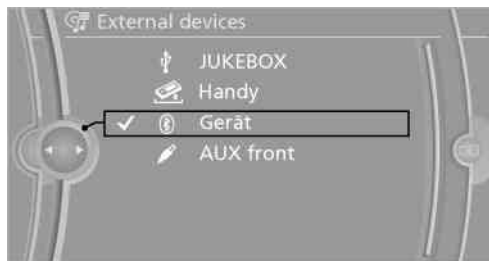 External devices
JUKEBOX
Handy
Gerät
AUX front